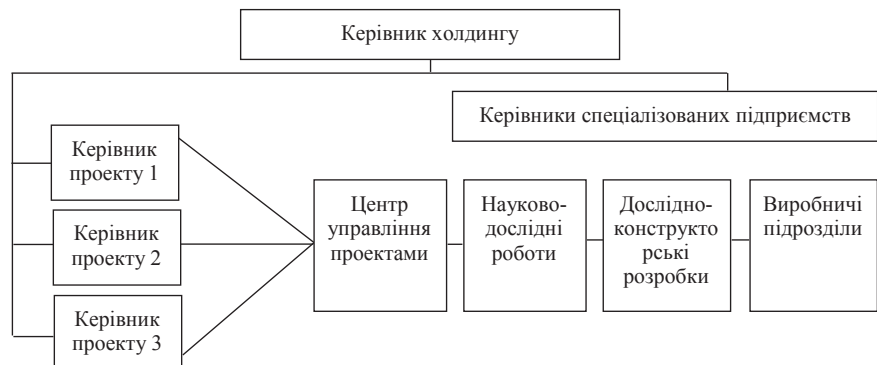 Керівник холдингу
Керівники спеціалізованих підприємств
Керівник
проекту 1
Керівник
проекту 2
Керівник
проекту 3
Центр
управління
проектами
Науково-
дослідні
роботи
Дослідно-
конструкто
рські
розробки
Виробничі
підрозділи